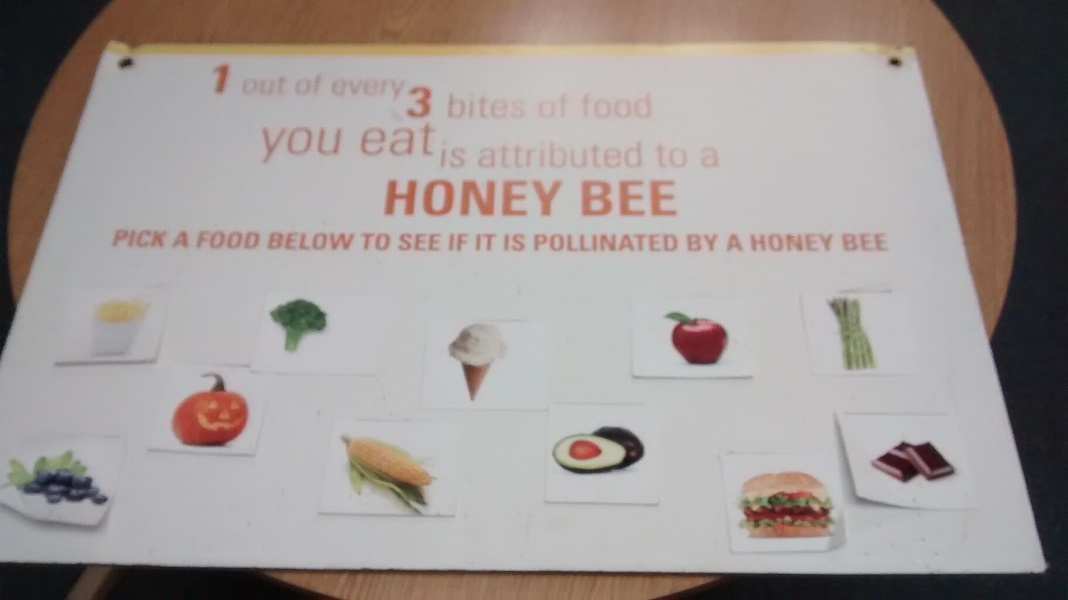 1 out of every 3 bites of food
you eat is attributed to a
HONEY BEE
PICK A FOOD BELOW TO SEE IF IT IS POLLINATED BY A HONEY BEE